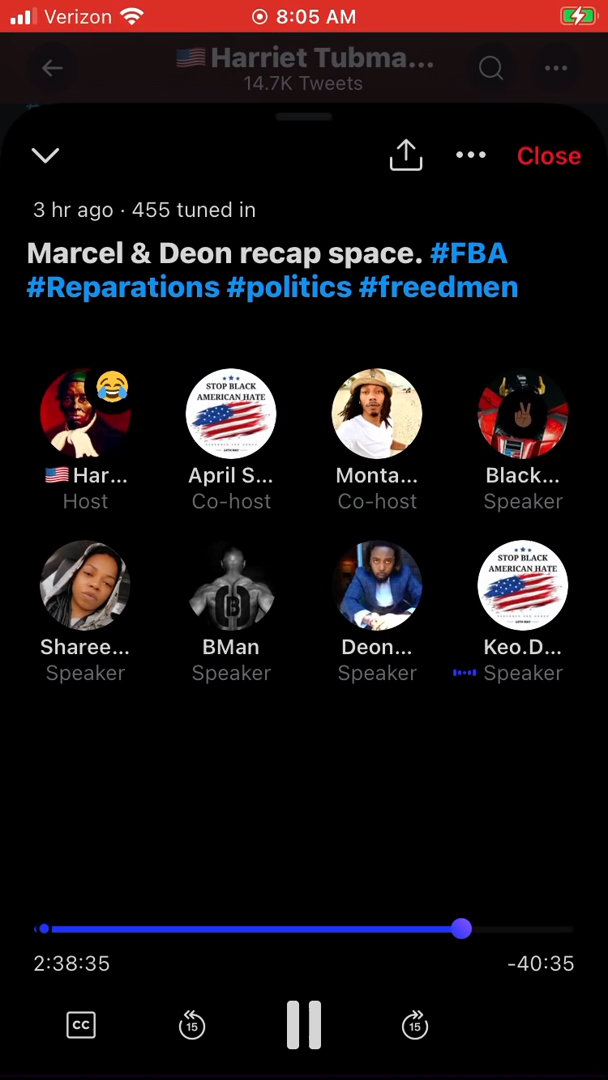 Verizon 8:05 AM
🇺🇸Harriet Tubma...
14.7K Tweets
Close
3 hr ago · 455 tuned in
Marcel & Deon recap space. #FBA
#Reparations #politics #freedmen
STOP BLACK
AMERICAN HATE
🇺🇸Har... April S... Monta... Black...
Host Co-host Co-host Speaker
B
STOP BLACK
AMERICAN HATE
Sharee... BMan Deon... Keo.D...
Speaker Speaker Speaker Speaker
2:38:35 -40:35
CC 15 15